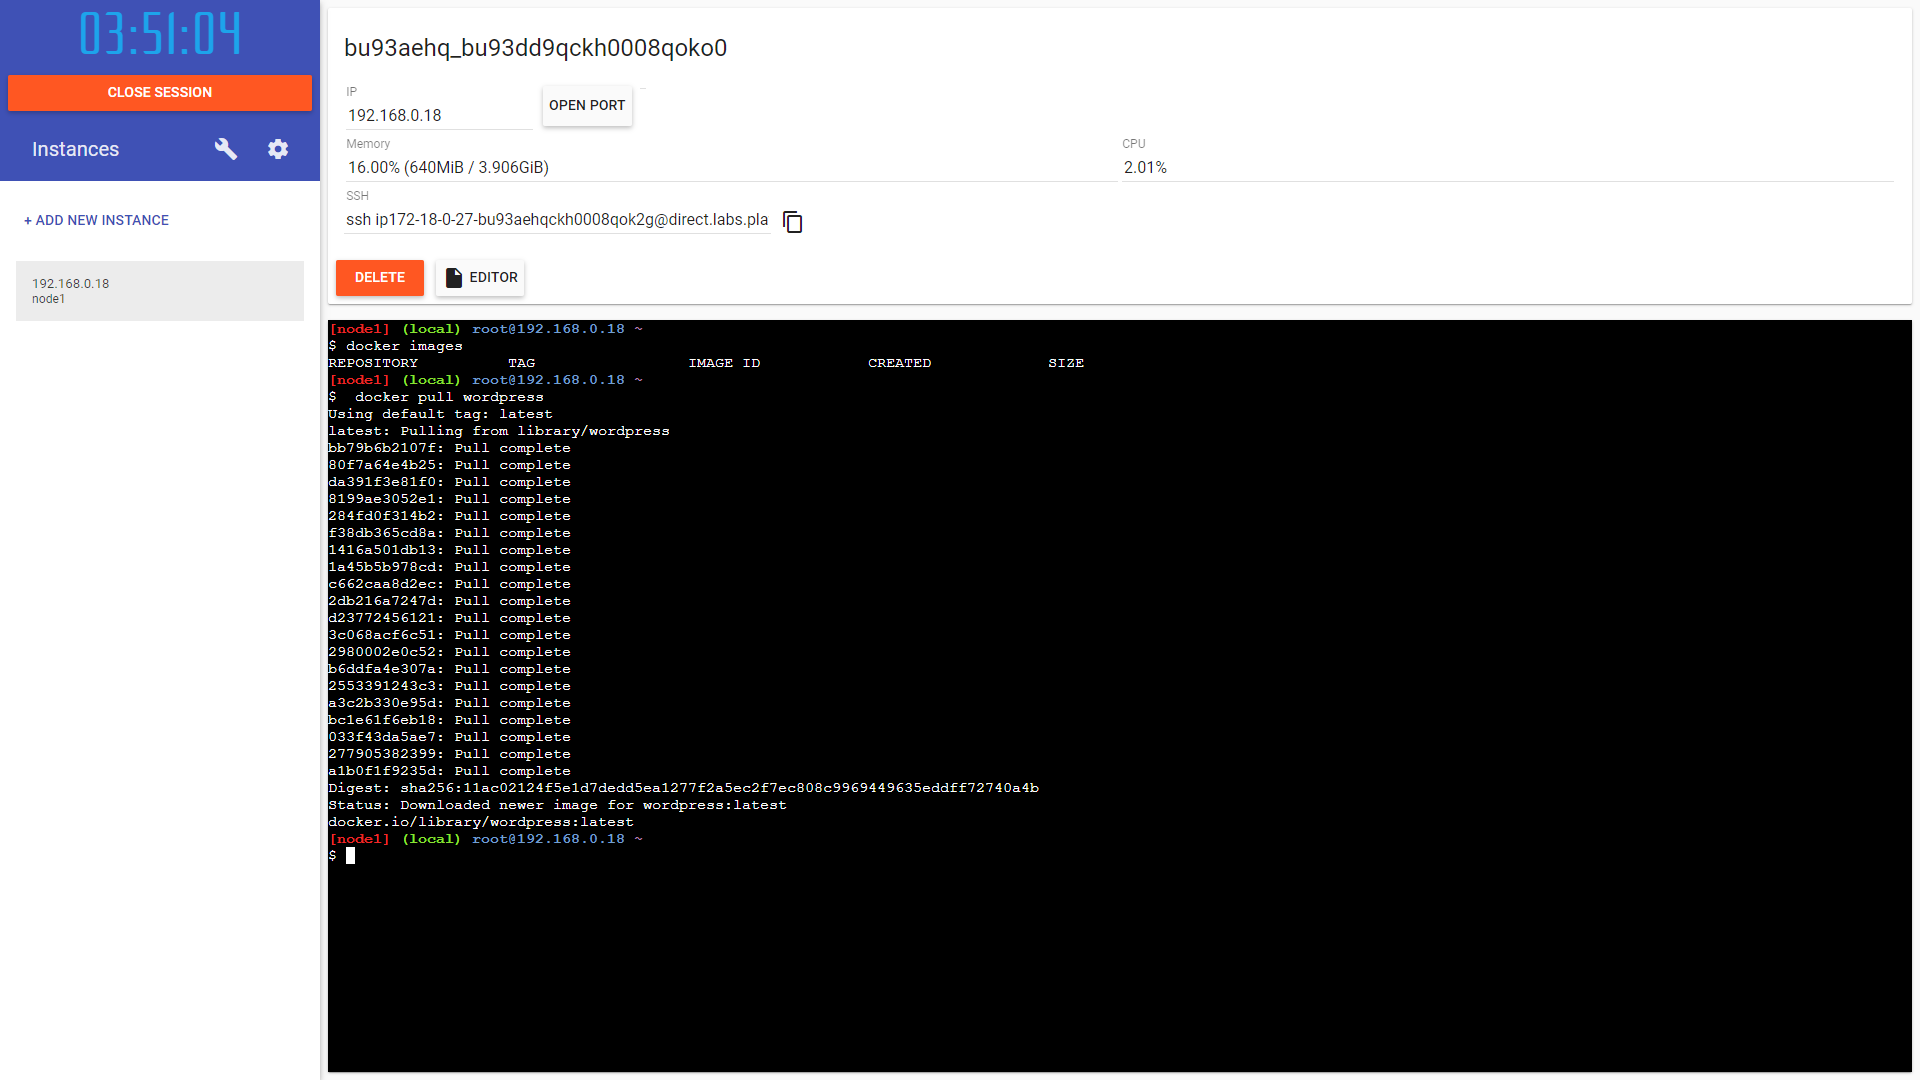 03:51:04
CLOSE SESSION
Instances
+ ADD NEW INSTANCE
192.168.0.18
node1
bu93aehq_bu93dd9qckh0008qoko0
IP
192.168.0.18
OPEN PORT
Memory
16.00% (640MiB / 3.906GiB)
CPU
2.01%
SSH
ssh ip172-18-0-27-bu93aehqckh0008qok2g@direct.labs.pla
DELETE
EDITOR
[node1] (local) root@192.168.0.18 ~
$ docker images
REPOSITORY          TAG                 IMAGE ID            CREATED             SIZE
[node1] (local) root@192.168.0.18 ~
$  docker pull wordpress
Using default tag: latest
latest: Pulling from library/wordpress
bb79b6b2107f: Pull complete
80f7a64e4b25: Pull complete
da391f3e81f0: Pull complete
8199ae3052e1: Pull complete
284fd0f314b2: Pull complete
f38db365cd8a: Pull complete
1416a501db13: Pull complete
1a45b5b978cd: Pull complete
c662caa8d2ec: Pull complete
2db216a7247d: Pull complete
d23772456121: Pull complete
3c068acf6c51: Pull complete
2980002e0c52: Pull complete
b6ddfa4e307a: Pull complete
2553391243c3: Pull complete
a3c2b330e95d: Pull complete
bc1e61f6eb18: Pull complete
033f43da5ae7: Pull complete
277905382399: Pull complete
a1b0f1f9235d: Pull complete
Digest: sha256:11ac02124f5e1d7dedd5ea1277f2a5ec2f7ec808c9969449635eddff72740a4b
Status: Downloaded newer image for wordpress:latest
docker.io/library/wordpress:latest
[node1] (local) root@192.168.0.18 ~
$